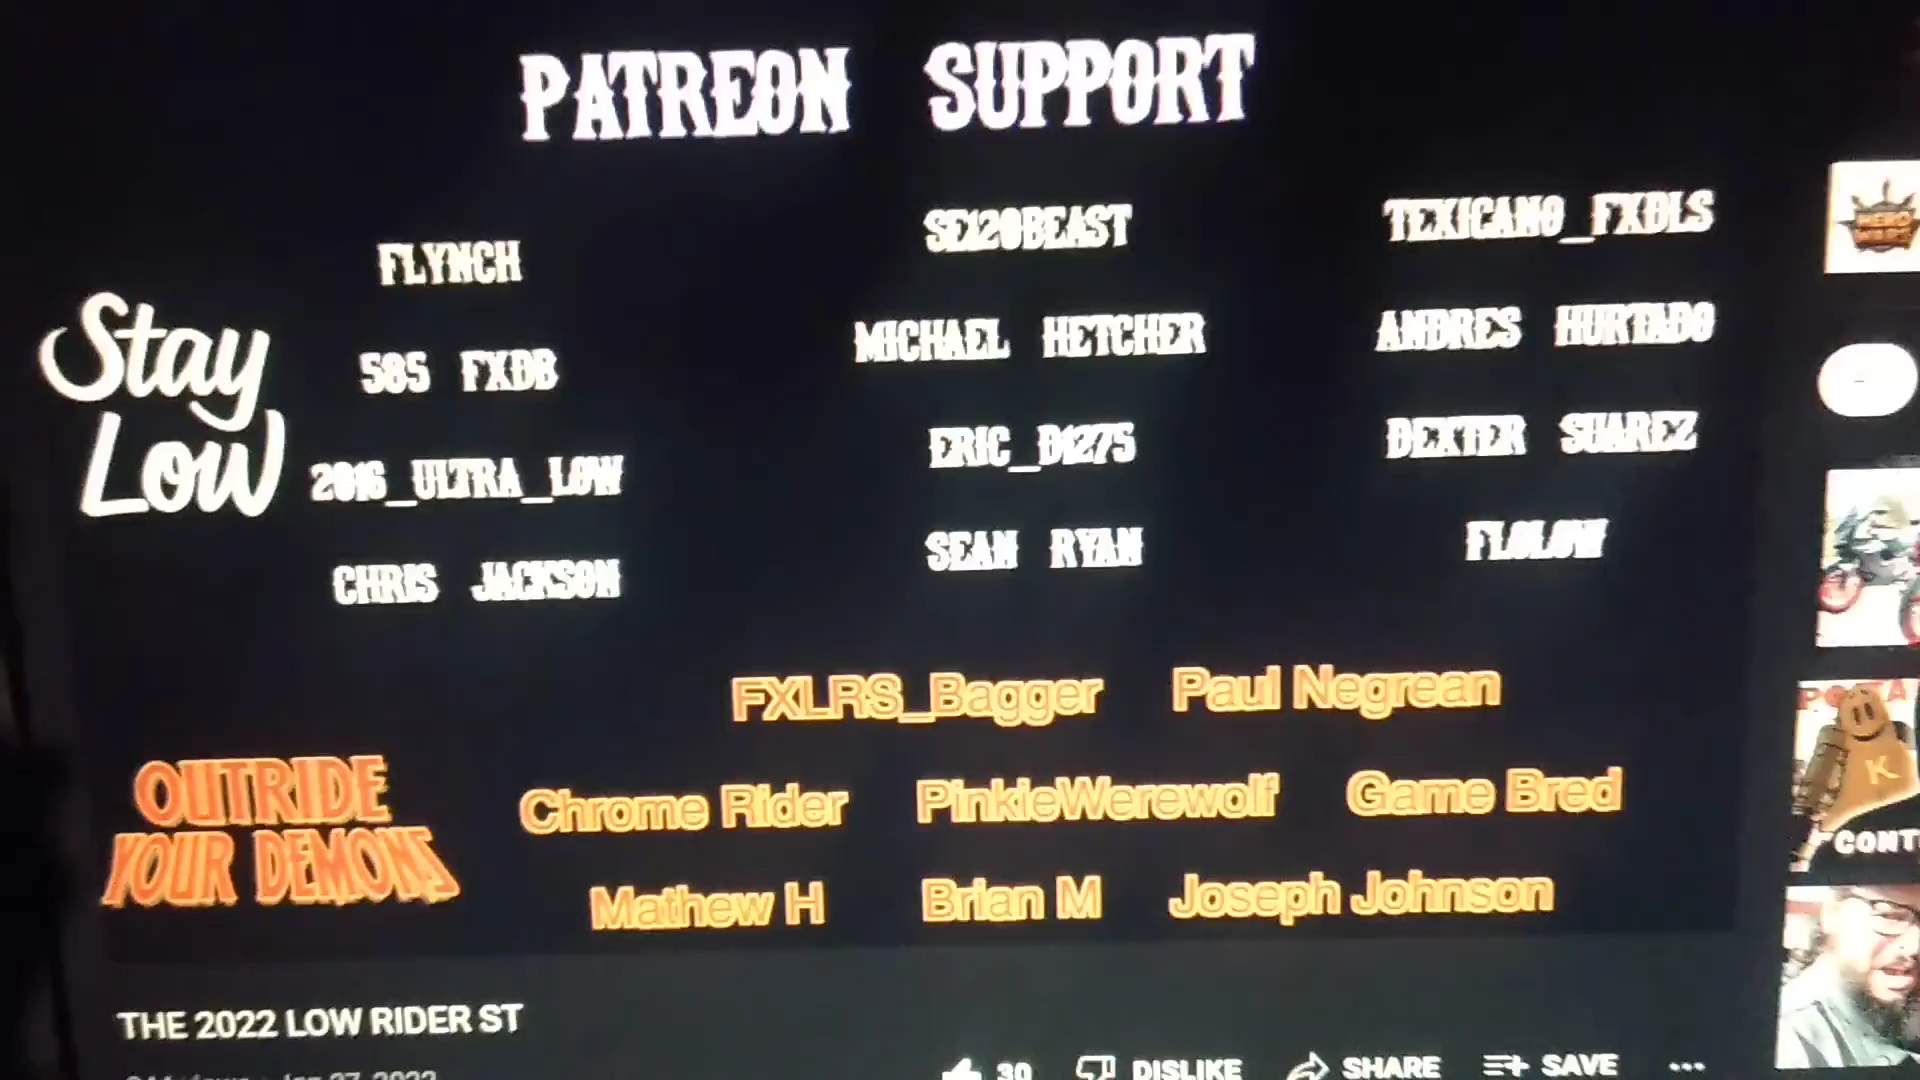 PATREON SUPPORT
FLYNCH
SE120BEAST
TEXICANO_FXDLS
585 FXDB
MICHAEL HETCHER
ANDRES HURTADO
2016_ULTRA_LOW
ERIC_D1275
DEXTER SUAREZ
CHRIS JACKSON
SEAN RYAN
FLOLOW
Stay
Low
FXLRS_Bagger Paul Negrean
OUTRIDE
YOUR DEMONS
Chrome Rider PinkieWerewolf Game Bred
Mathew H Brian M Joseph Johnson
THE 2022 LOW RIDER ST
30 DISLIKE SHARE SAVE ...
K